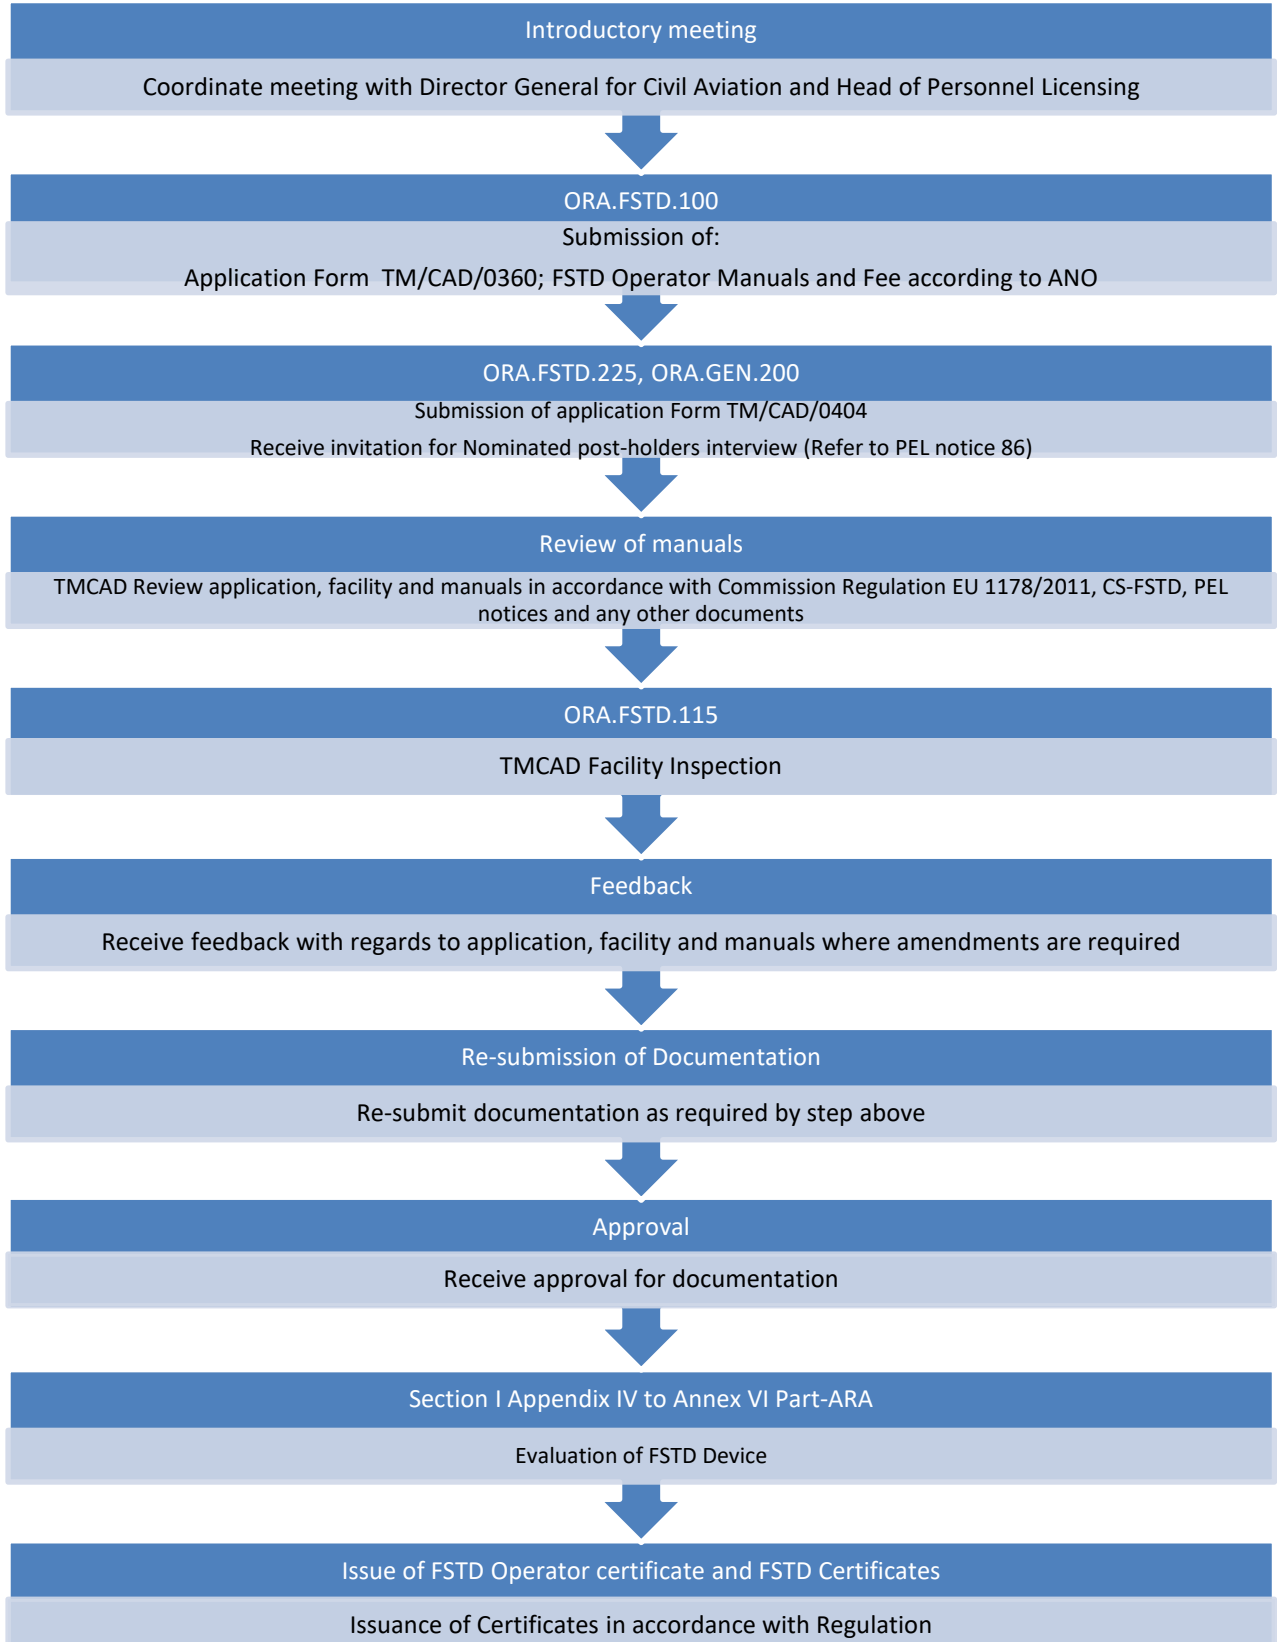 Introductory meeting
Coordinate meeting with Director General for Civil Aviation and Head of Personnel Licensing
ORA.FSTD.100
Submission of:
Application Form  TM/CAD/0360; FSTD Operator Manuals and Fee according to ANO
ORA.FSTD.225, ORA.GEN.200
Submission of application Form TM/CAD/0404
Receive invitation for Nominated post-holders interview (Refer to PEL notice 86)
Review of manuals
TMCAD Review application, facility and manuals in accordance with Commission Regulation EU 1178/2011, CS-FSTD, PEL
notices and any other documents
ORA.FSTD.115
TMCAD Facility Inspection
Feedback
Receive feedback with regards to application, facility and manuals where amendments are required
Re-submission of Documentation
Re-submit documentation as required by step above
Approval
Receive approval for documentation
Section I Appendix IV to Annex VI Part-ARA
Evaluation of FSTD Device
Issue of FSTD Operator certificate and FSTD Certificates
Issuance of Certificates in accordance with Regulation